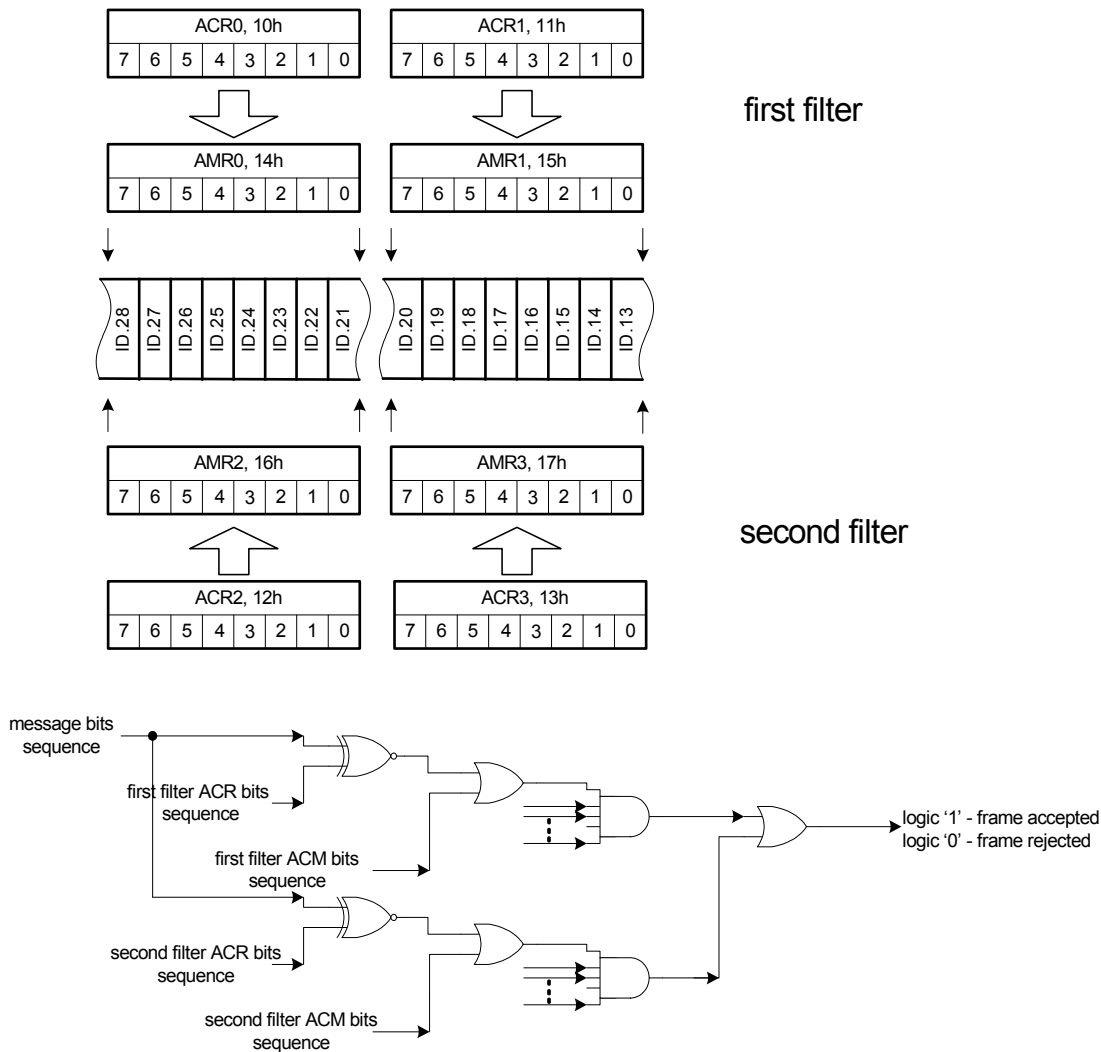 ACR0, 10h ACR1, 11h
7 6 5 4 3 2 1 0 7 6 5 4 3 2 1 0
first filter
AMR0, 14h AMR1, 15h
7 6 5 4 3 2 1 0 7 6 5 4 3 2 1 0
ID.28 ID.27 ID.26 ID.25 ID.24 ID.23 ID.22 ID.21 ID.20 ID.19 ID.18 ID.17 ID.16 ID.15 ID.14 ID.13
AMR2, 16h AMR3, 17h
7 6 5 4 3 2 1 0 7 6 5 4 3 2 1 0
second filter
ACR2, 12h ACR3, 13h
7 6 5 4 3 2 1 0 7 6 5 4 3 2 1 0
message bits
sequence
first filter ACR bits
sequence
first filter ACM bits
sequence
logic ‘1’ - frame accepted
logic ‘0’ - frame rejected
second filter ACR bits
sequence
second filter ACM bits
sequence